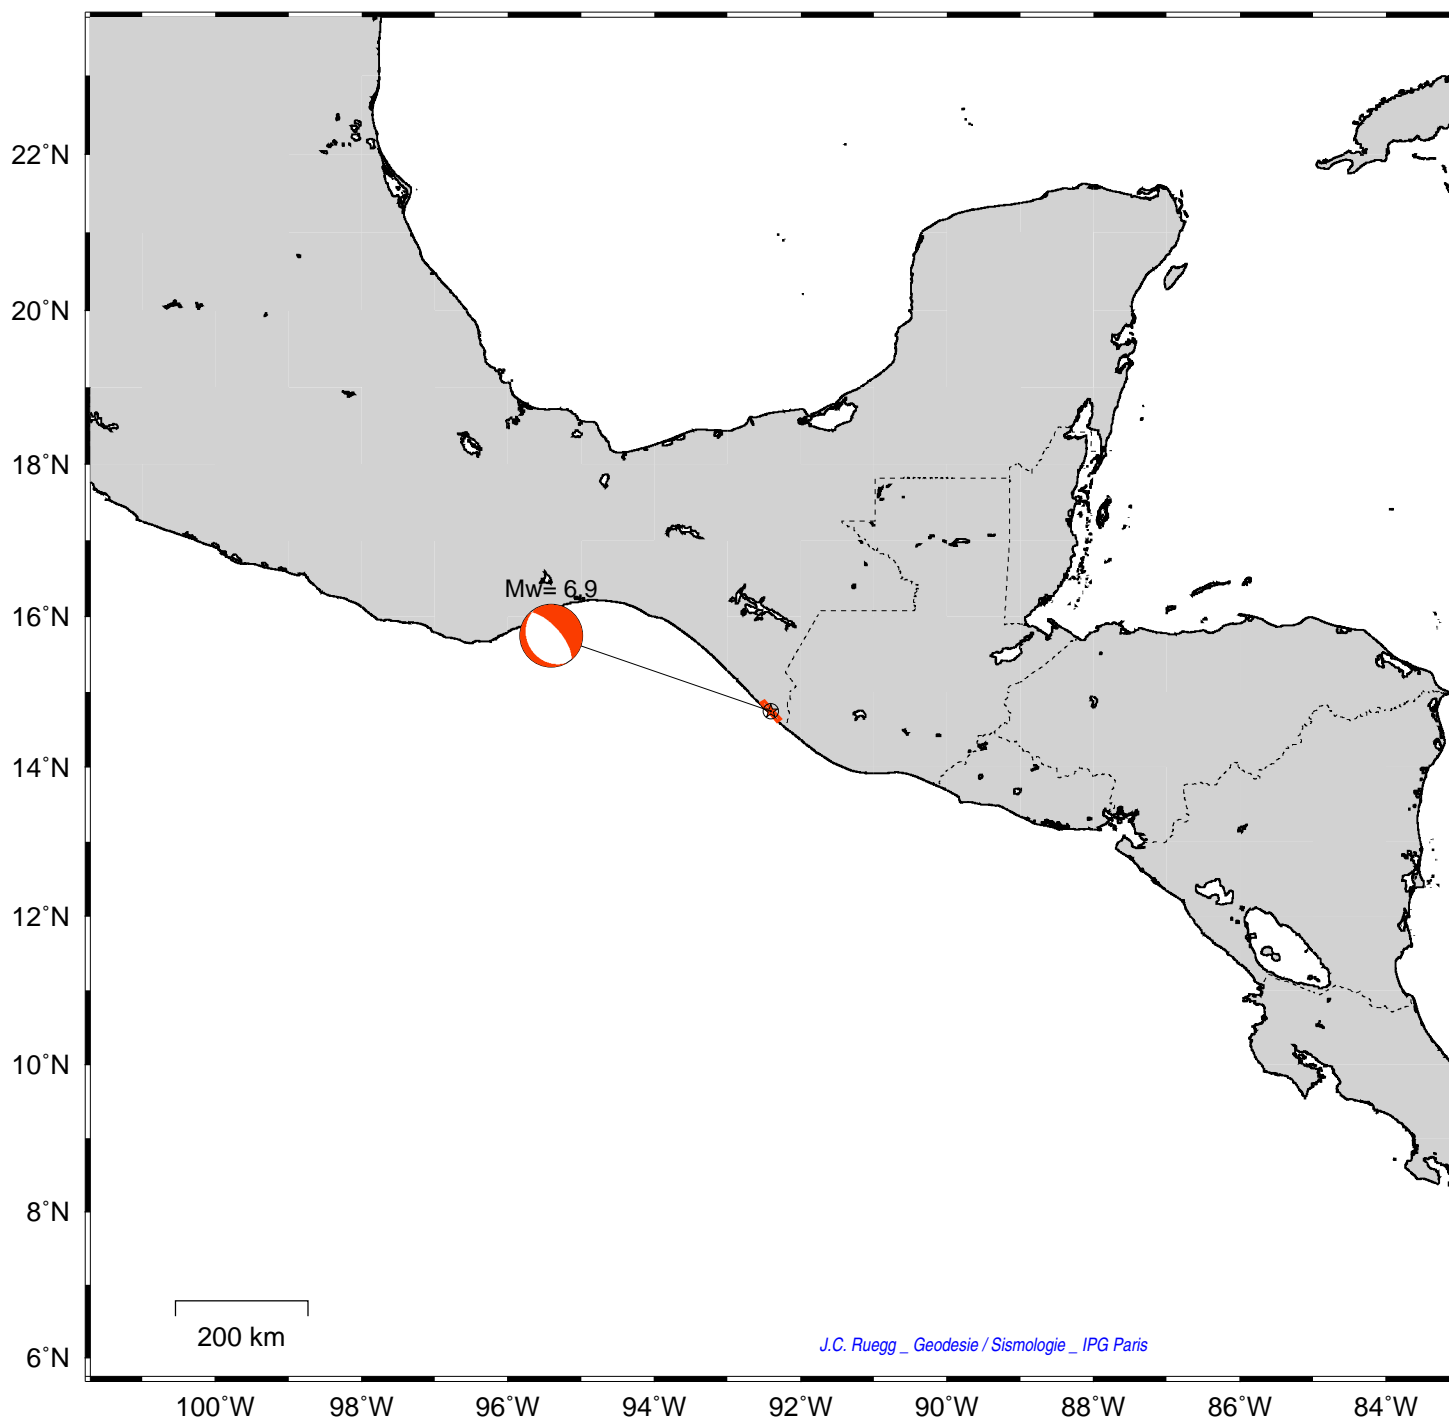 22°N
20°N
18°N
Mw= 6.9
16°N
14°N
12°N
10°N
8°N
200 km
J.C. Ruegg _ Geodesie / Sismologie _ IPG Paris
6°N
100°W 98°W 96°W 94°W 92°W 90°W 88°W 86°W 84°W